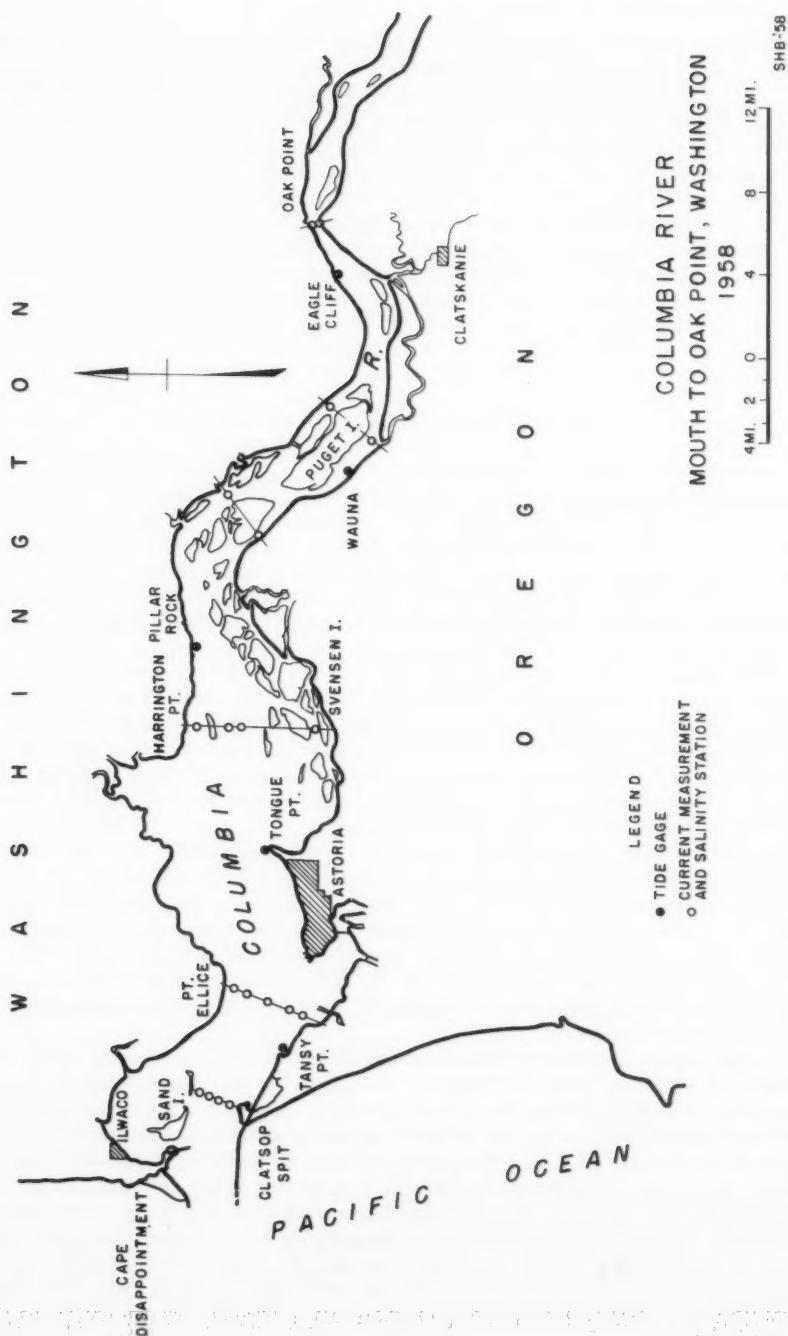 W A S H I N G T O N
CAPE
DISAPPOINTMENT
ILWACO
SAND
I.
CLATSOP
SPIT
TANSY
PT.
PT.
ELLICE
COLUMBIA
ASTORIA
TONGUE
PT.
HARRINGTON
PT.
PILLAR
ROCK
SVENSEN I.
WAUNA
PUGET I.
R.
EAGLE
CLIFF
OAK POINT
CLATSKANIE
PACIFIC OCEAN
O R E G O N
LEGEND
TIDE GAGE
CURRENT MEASUREMENT
AND SALINITY STATION
COLUMBIA RIVER
MOUTH TO OAK POINT, WASHINGTON
1958
4 MI. 2 0 4 8 12 MI.
SHB-'58